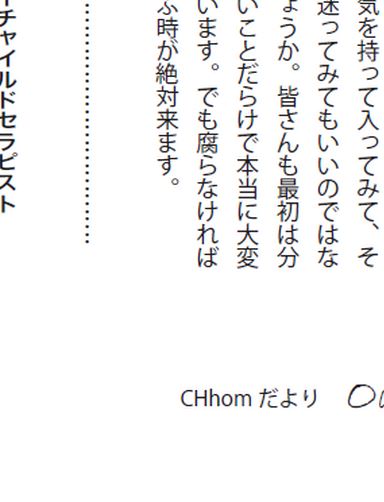 気を持って入ってみて、そ
迷ってみてもいいのではな
ょうか。皆さんも最初は分
いことだらけで本当に大変
います。でも腐らなければ
ぶ時が絶対来ます。
チャイルドセラピスト
CHhom だより